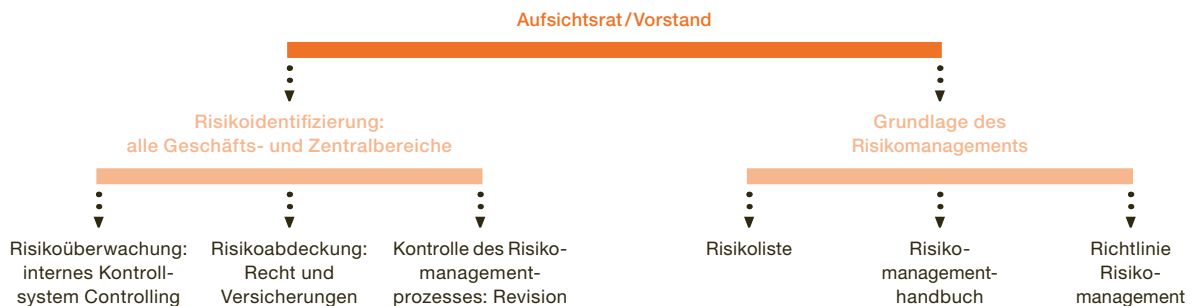 Aufsichtsrat/Vorstand
Risikoidentifizierung:
alle Geschäfts- und Zentralbereiche
Grundlage des
Risikomanagements
Risikoüberwachung:
internes Kontroll-
system Controlling
Risikoabdeckung:
Recht und
Versicherungen
Kontrolle des Risiko-
management-
prozesses: Revision
Risikoliste
Risiko-
management-
handbuch
Richtlinie
Risiko-
management